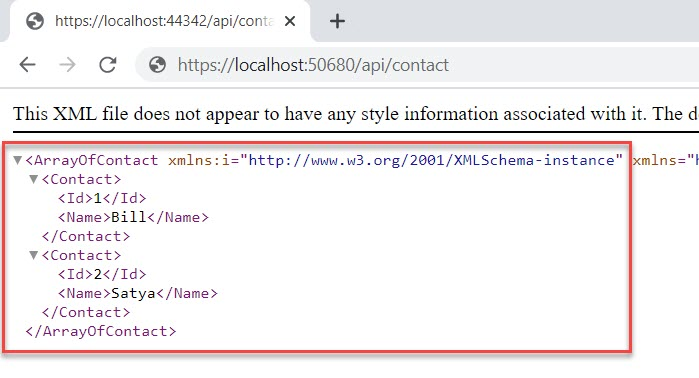 https://localhost:44342/api/conta
https://localhost:50680/api/contact
This XML file does not appear to have any style information associated with it. The d
<ArrayOfContact xmlns:i="http://www.w3.org/2001/XMLSchema-instance" xmlns="h
<Contact>
<Id>1</Id>
<Name>Bill</Name>
</Contact>
<Contact>
<Id>2</Id>
<Name>Satya</Name>
</Contact>
</ArrayOfContact>